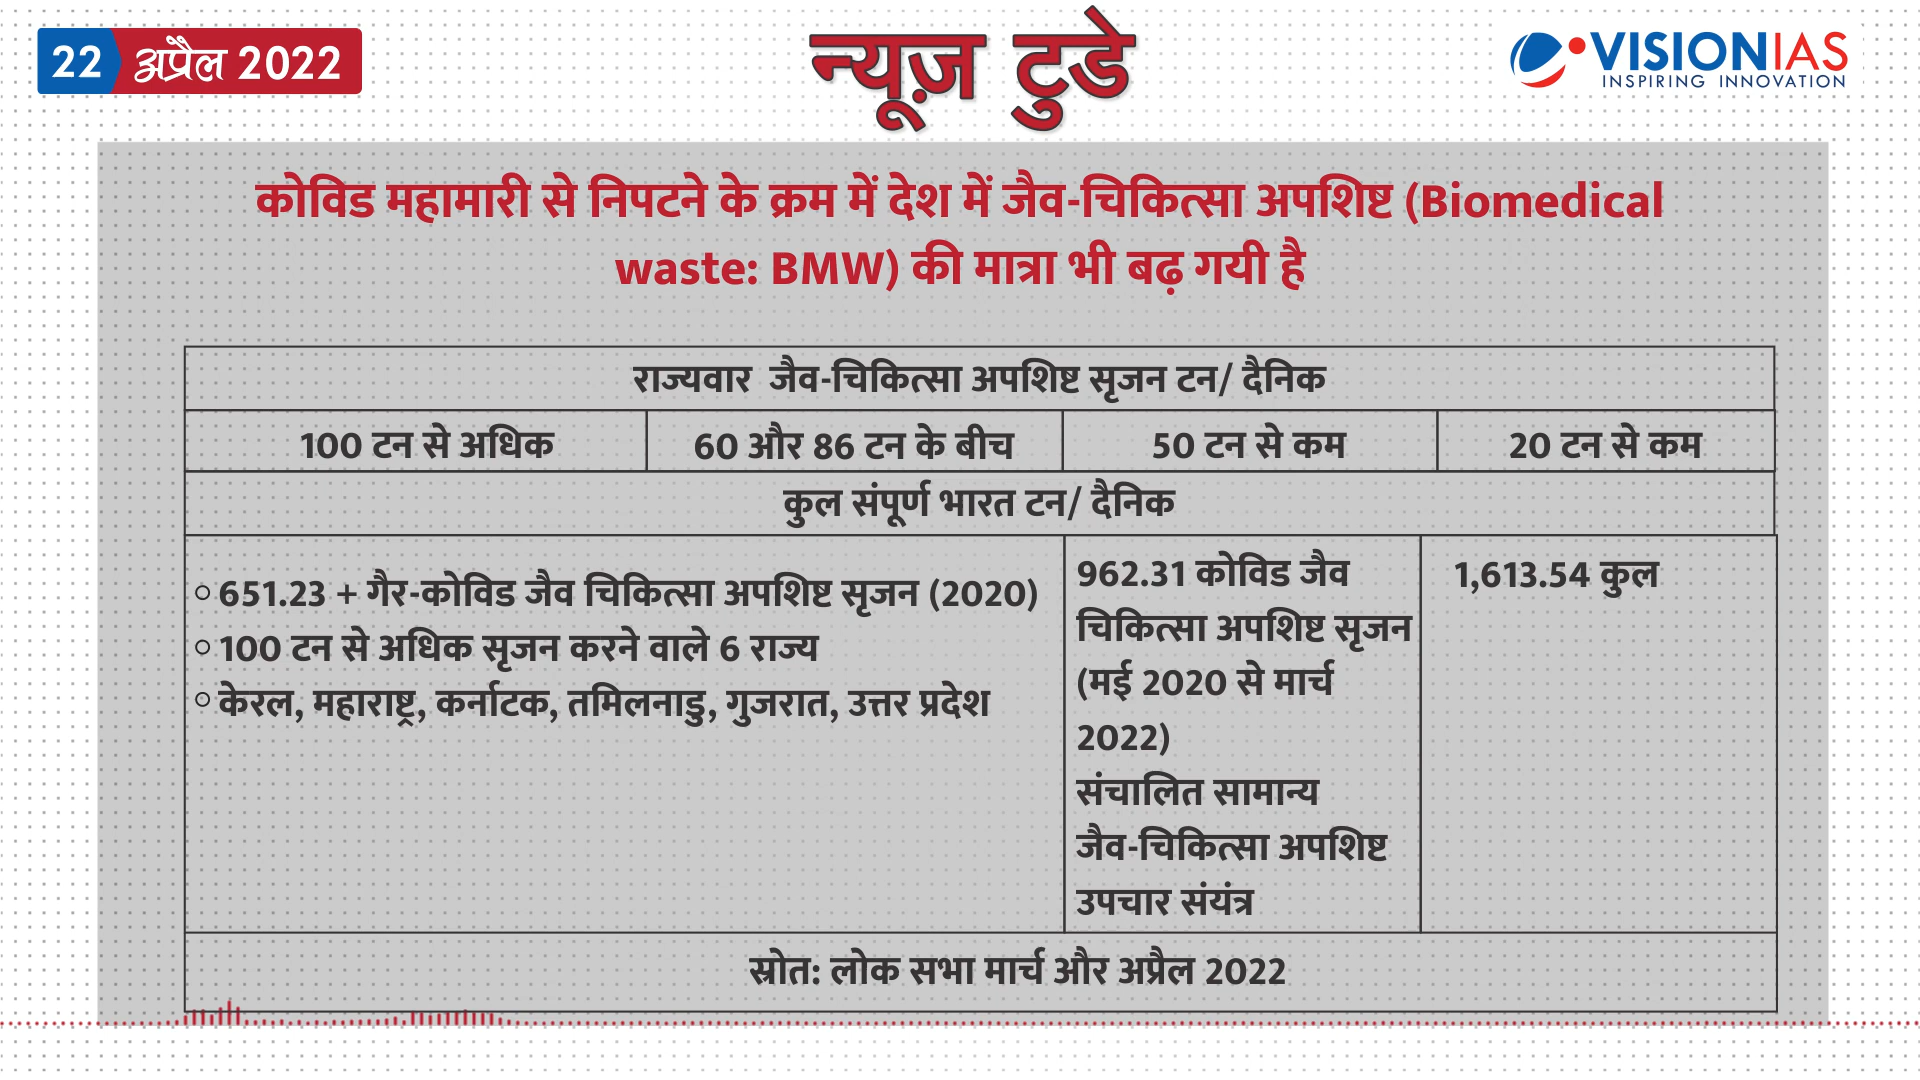 22 अप्रैल 2022
न्यूज़ टुडे
VISIONIAS
INSPIRING INNOVATION
कोविड महामारी से निपटने के क्रम में देश में जैव-चिकित्सा अपशिष्ट (Biomedical
waste: BMW) की मात्रा भी बढ़ गयी है
राज्यवार जैव-चिकित्सा अपशिष्ट सृजन टन/ दैनिक
100 टन से अधिक
60 और 86 टन के बीच
50 टन से कम
20 टन से कम
कुल संपूर्ण भारत टन/ दैनिक
651.23 + गैर-कोविड जैव चिकित्सा अपशिष्ट सृजन (2020)
100 टन से अधिक सृजन करने वाले 6 राज्य
केरल, महाराष्ट्र, कर्नाटक, तमिलनाडु, गुजरात, उत्तर प्रदेश
962.31 कोविड जैव
चिकित्सा अपशिष्ट सृजन
(मई 2020 से मार्च
2022)
संचालित सामान्य
जैव-चिकित्सा अपशिष्ट
उपचार संयंत्र
1,613.54 कुल
स्रोत: लोक सभा मार्च और अप्रैल 2022